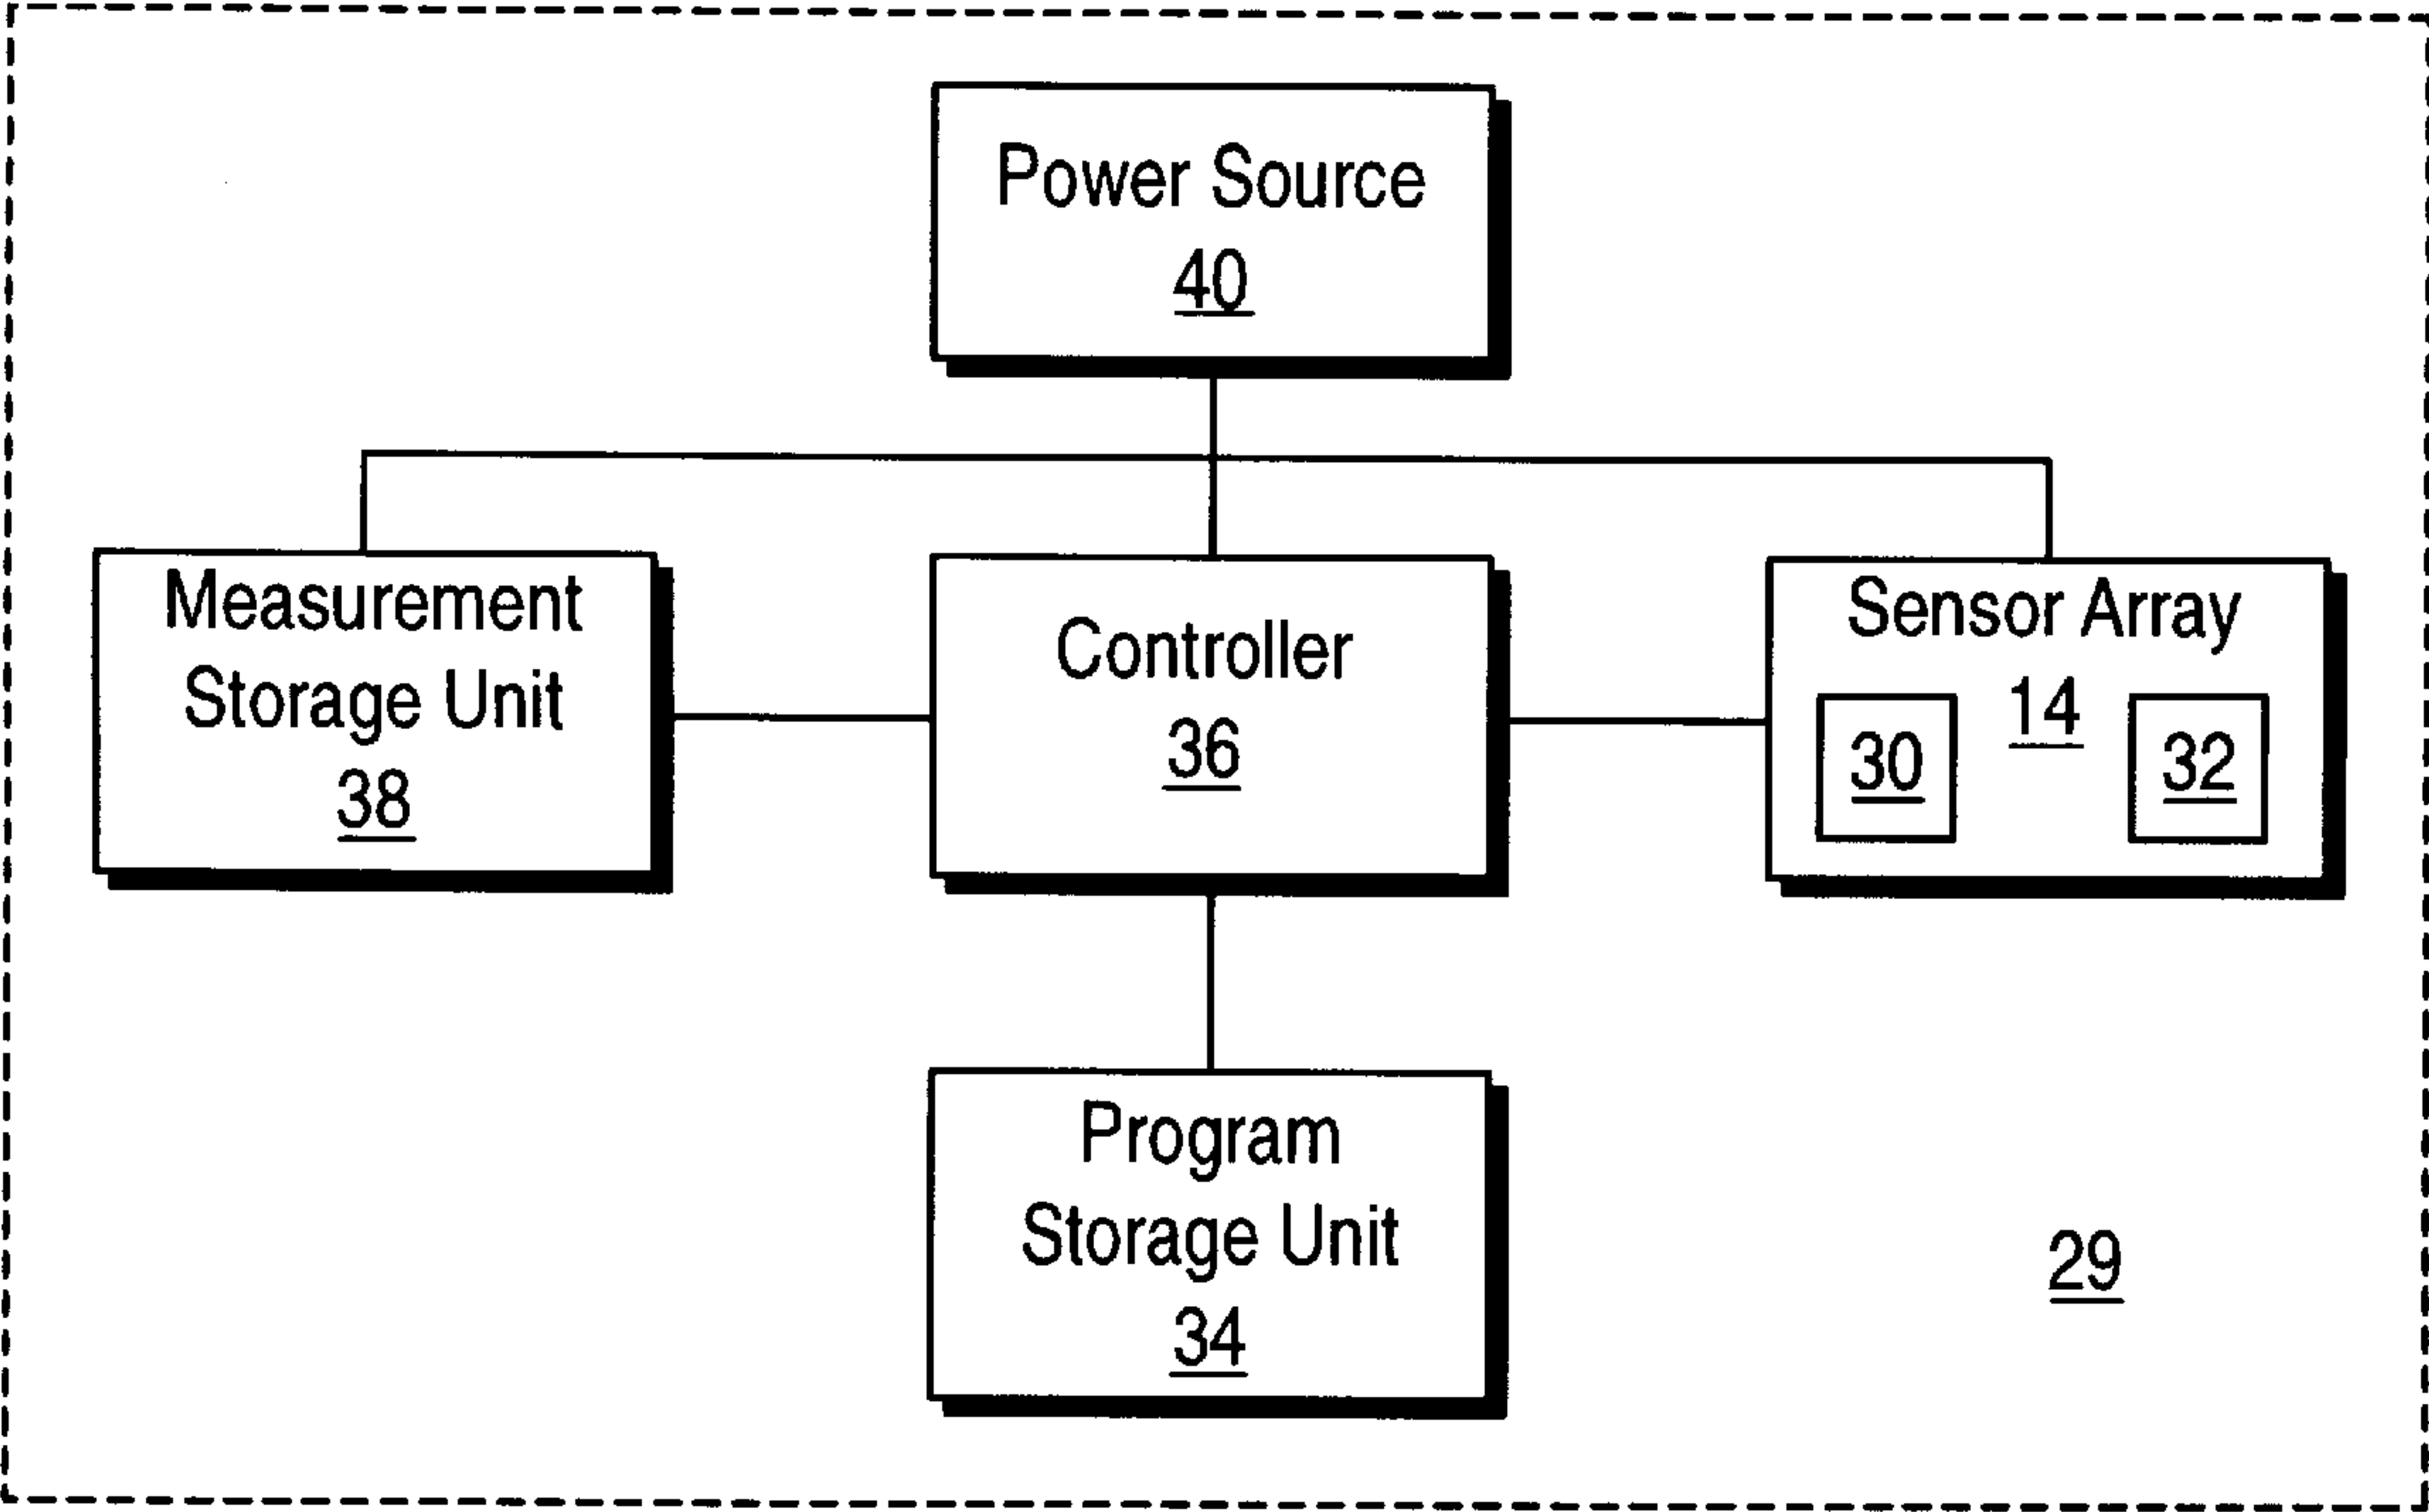 Power Source
40
Measurement
Storage Unit
38
Controller
36
Sensor Array
14
30
32
Program
Storage Unit
34
29